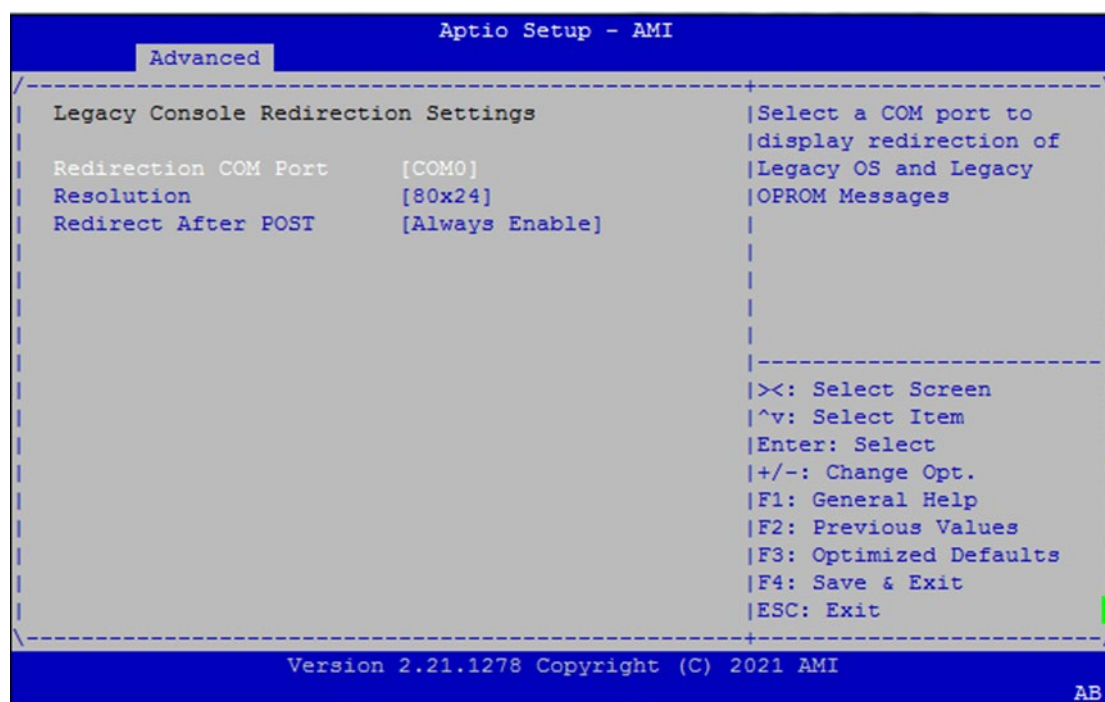 Aptio Setup - AMI
Advanced
Legacy Console Redirection Settings
Redirection COM Port [COM0]
Resolution [80x24]
Redirect After POST [Always Enable]
Select a COM port to
display redirection of
Legacy OS and Legacy
OPROM Messages
><: Select Screen
^v: Select Item
Enter: Select
+/-: Change Opt.
F1: General Help
F2: Previous Values
F3: Optimized Defaults
F4: Save & Exit
ESC: Exit
Version 2.21.1278 Copyright (C) 2021 AMI
AB